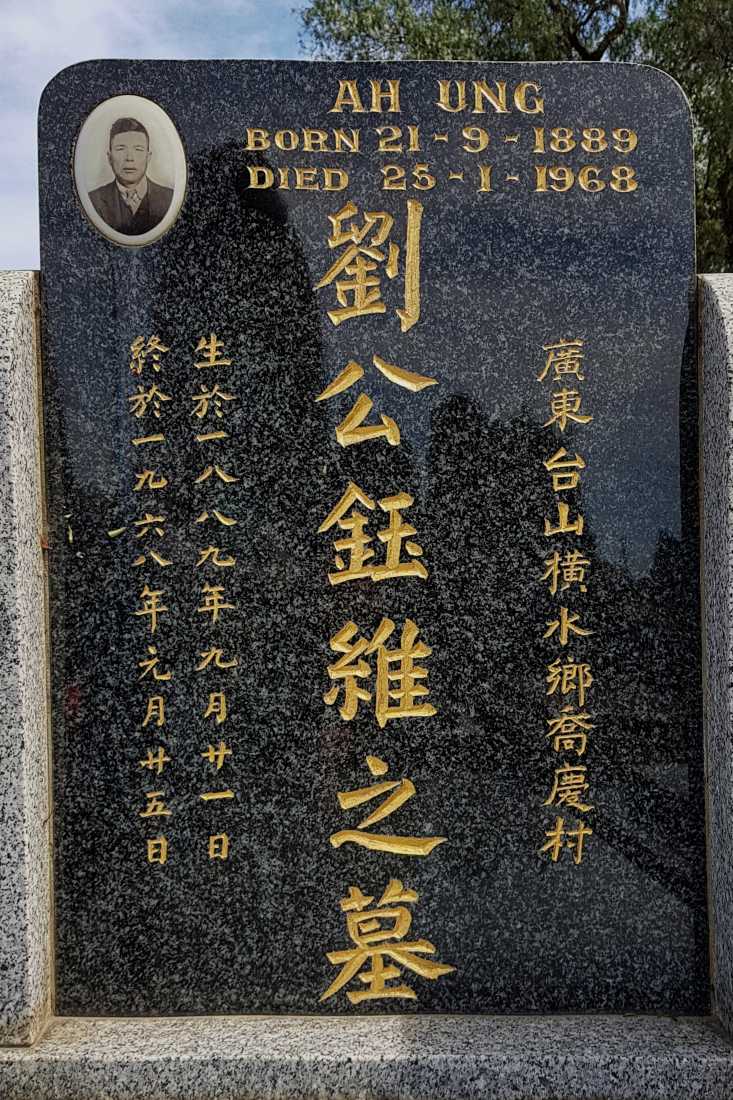 AH UNG
BORN 21-9-1889
DIED 25-1-1968
廣東台山橫水鄉喬慶村
劉公鈺維之墓
生於一八八九年九月廿一日
終於一九六八年元月廿五日